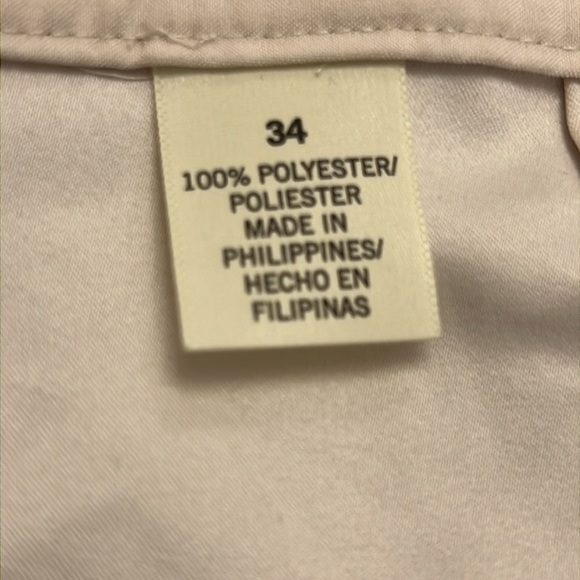 34
100% POLYESTER/
POLIESTER
MADE IN
PHILIPPINES/
HECHO EN
FILIPINAS